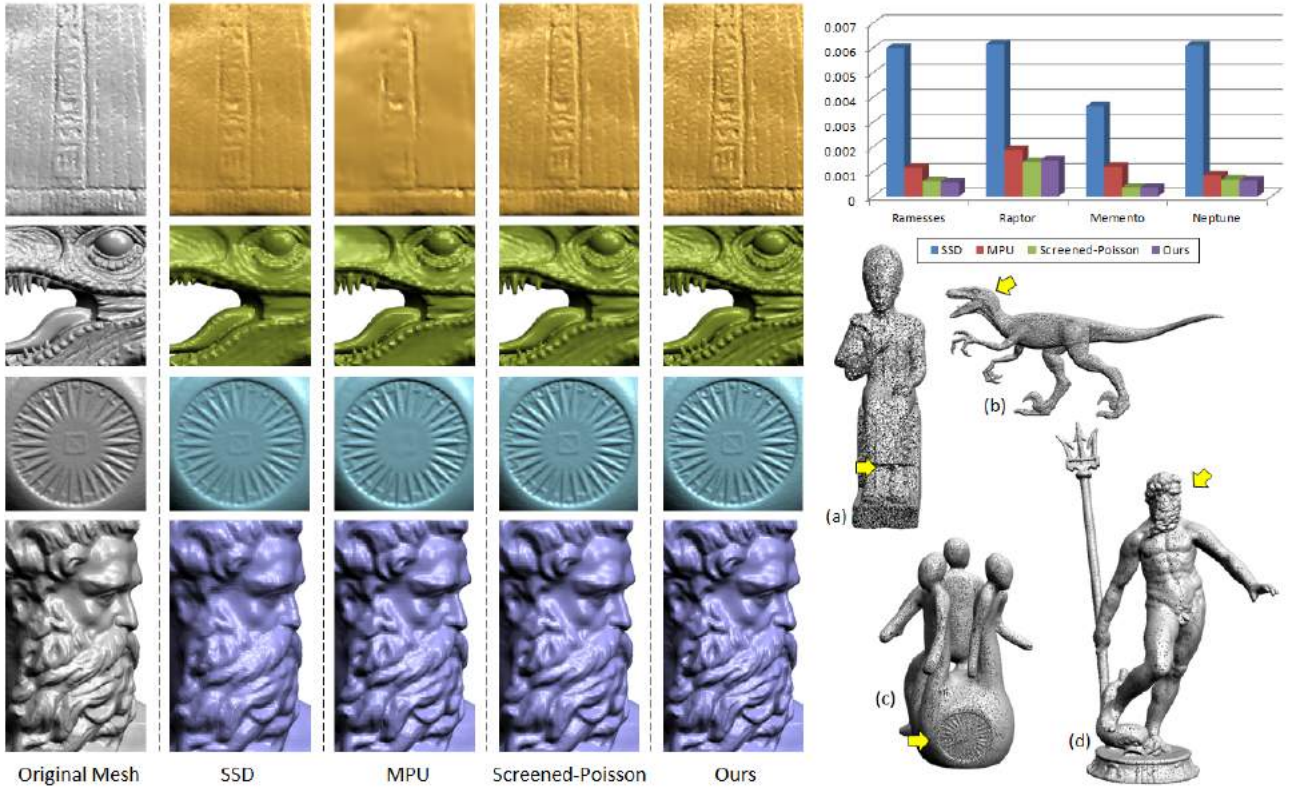 0.007
0.006
0.005
0.004
0.003
0.002
0.001
0
Ramesses Raptor Memento Neptune
SSD MPU Screened-Poisson Ours
(a)
(b)
(c)
(d)
Original Mesh SSD MPU Screened-Poisson Ours